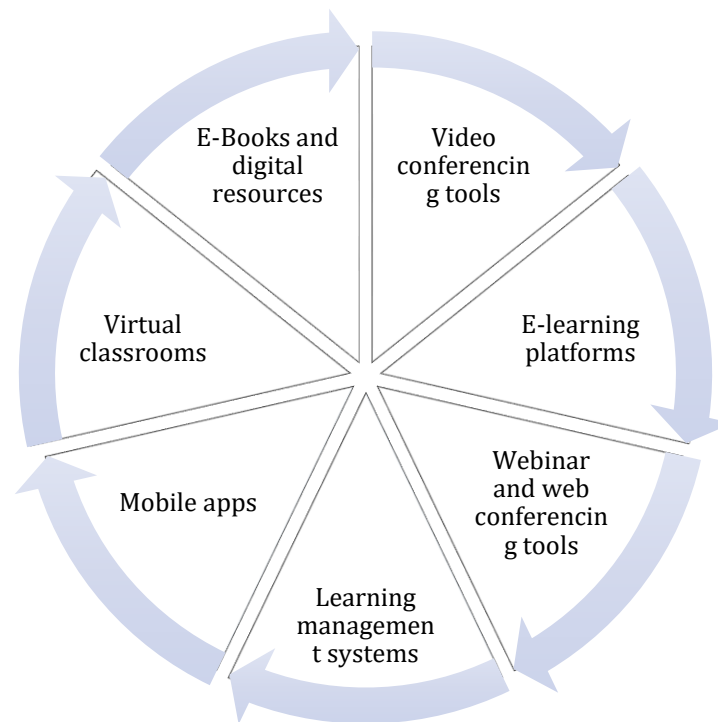 E-Books and
digital
resources
Video
conferencin
g tools
E-learning
platforms
Webinar
and web
conferencin
g tools
Learning
managemen
t systems
Mobile apps
Virtual
classrooms